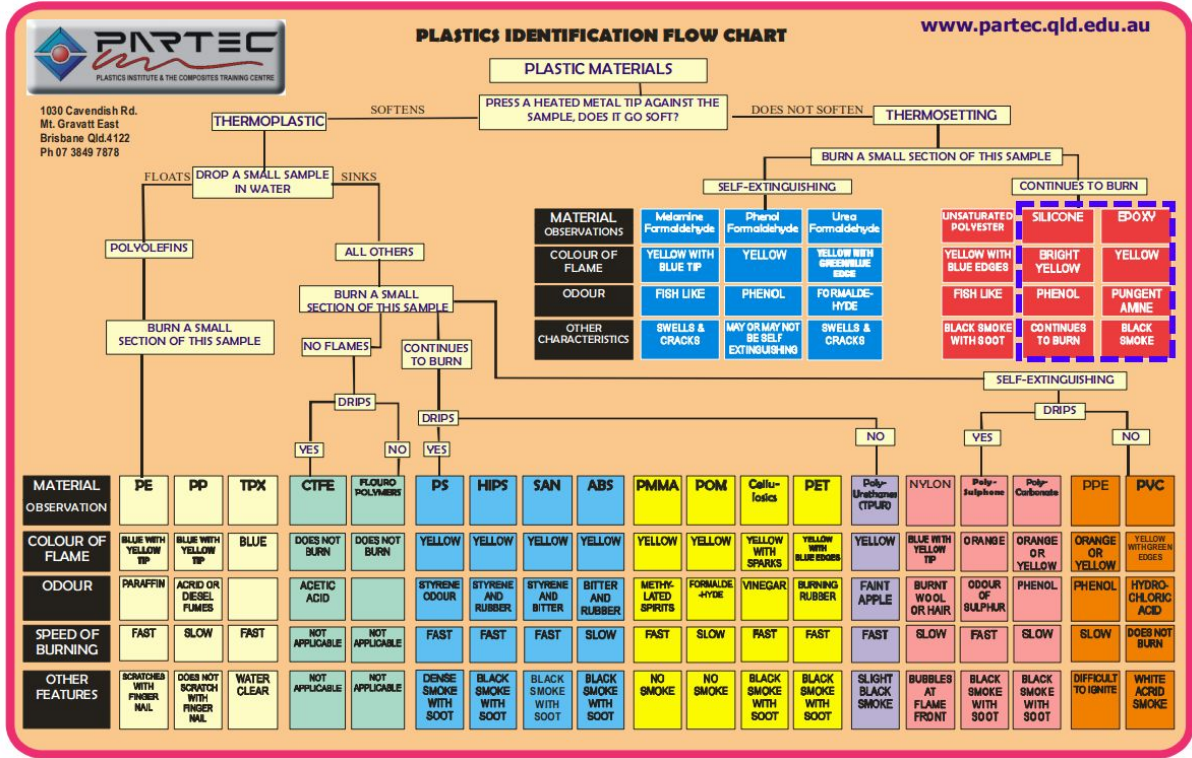 PARTEC
PLASTICS INSTITUTE & THE COMPOSITES TRAINING CENTRE
PLASTICS IDENTIFICATION FLOW CHART
www.partec.qld.edu.au
1030 Cavendish Rd.
Mt. Gravatt East
Brisbane Qld.4122
Ph 07 3849 7878
PLASTIC MATERIALS
PRESS A HEATED METAL TIP AGAINST THE
SAMPLE, DOES IT GO SOFT?
SOFTENS
DOES NOT SOFTEN
THERMOPLASTIC
THERMOSETTING
BURN A SMALL SECTION OF THIS SAMPLE
DROP A SMALL SAMPLE
IN WATER
FLOATS
SINKS
SELF-EXTINGUISHING
CONTINUES TO BURN
MATERIAL
OBSERVATIONS
Melamine
Formaldehyde
Phenol
Formaldehyde
Urea
Formaldehyde
UNSATURATED
POLYESTER
SILICONE
EPOXY
COLOUR OF
FLAME
YELLOW WITH
BLUE TIP
YELLOW
YELLOW WITH
GREENBLUE
EDGE
YELLOW WITH
BLUE EDGES
BRIGHT
YELLOW
YELLOW
ODOUR
FISH LIKE
PHENOL
FORMALDE-
HYDE
FISH LIKE
PHENOL
PUNGENT
AMINE
OTHER
CHARACTERISTICS
SWELLS &
CRACKS
MAY OR MAY NOT
BE SELF
EXTINGUISHING
SWELLS &
CRACKS
BLACK SMOKE
WITH SOOT
CONTINUES
TO BURN
BLACK
SMOKE
POLYOLEFINS
ALL OTHERS
BURN A SMALL
SECTION OF THIS SAMPLE
BURN A SMALL
SECTION OF THIS SAMPLE
NO FLAMES
CONTINUES
TO BURN
SELF-EXTINGUISHING
DRIPS
DRIPS
DRIPS
YES
NO
YES
NO
YES
NO
MATERIAL
OBSERVATION
PE
PP
TPX
CTFE
FLOURO
POLYMERS
PS
HIPS
SAN
ABS
PMMA
POM
Cellu-
losics
PET
Poly-
Urethanes
(TPUR)
NYLON
Poly-
Sulphone
Poly-
Carbonate
PPE
PVC
COLOUR OF
FLAME
BLUE WITH
YELLOW
TIP
BLUE WITH
YELLOW
TIP
BLUE
DOES NOT
BURN
DOES NOT
BURN
YELLOW
YELLOW
YELLOW
YELLOW
YELLOW
YELLOW
YELLOW
WITH
SPARKS
YELLOW
WITH
BLUE EDGES
YELLOW
BLUE WITH
YELLOW
TIP
ORANGE
ORANGE
OR
YELLOW
ORANGE
OR
YELLOW
YELLOW
WITH GREEN
EDGES
ODOUR
PARAFFIN
ACRID OR
DIESEL
FUMES
ACETIC
ACID
STYRENE
ODOUR
STYRENE
AND
RUBBER
STYRENE
AND
BITTER
BITTER
AND
RUBBER
METHY-
LATED
SPIRITS
FORMALDE
-HYDE
VINEGAR
BURNING
RUBBER
FAINT
APPLE
BURNT
WOOL
OR HAIR
ODOUR
OF
SULPHUR
PHENOL
PHENOL
HYDRO-
CHLORIC
ACID
SPEED OF
BURNING
FAST
SLOW
FAST
NOT
APPLICABLE
NOT
APPLICABLE
FAST
FAST
FAST
SLOW
FAST
SLOW
FAST
FAST
FAST
SLOW
FAST
SLOW
SLOW
DOES NOT
BURN
OTHER
FEATURES
SCRATCHES
WITH
FINGER
NAIL
DOES NOT
SCRATCH
WITH
FINGER
NAIL
WATER
CLEAR
NOT
APPLICABLE
NOT
APPLICABLE
DENSE
SMOKE
WITH
SOOT
BLACK
SMOKE
WITH
SOOT
BLACK
SMOKE
WITH
SOOT
BLACK
SMOKE
WITH
SOOT
NO
SMOKE
NO
SMOKE
BLACK
SMOKE
WITH
SOOT
BLACK
SMOKE
WITH
SOOT
SLIGHT
BLACK
SMOKE
BUBBLES
AT
FLAME
FRONT
BLACK
SMOKE
WITH
SOOT
BLACK
SMOKE
WITH
SOOT
DIFFICULT
TO IGNITE
WHITE
ACRID
SMOKE